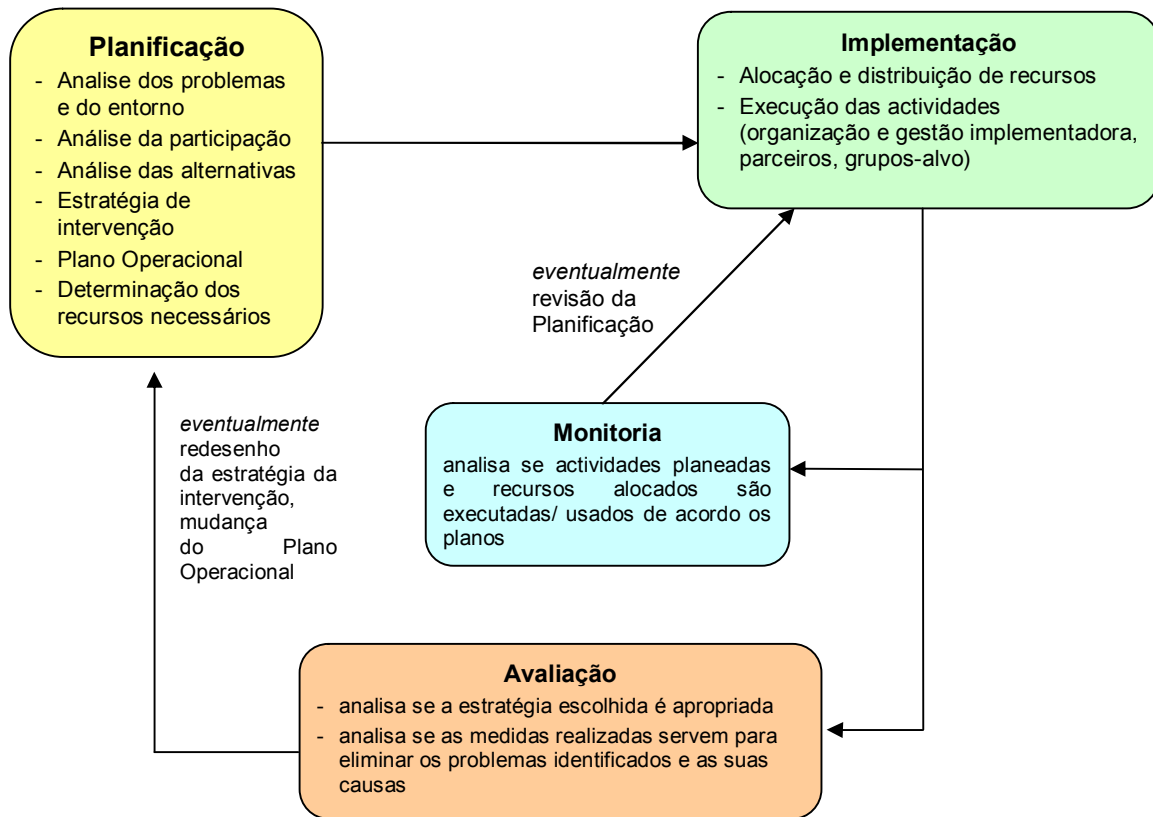 Planificação
- Analise dos problemas
e do entorno
- Análise da participação
- Análise das alternativas
- Estratégia de
intervenção
- Plano Operacional
- Determinação dos
recursos necessários
Implementação
- Alocação e distribuição de recursos
- Execução das actividades
(organização e gestão implementadora,
parceiros, grupos-alvo)
eventualmente
revisão da
Planificação
Monitoria
analisa se actividades planeadas
e recursos alocados são
executadas/ usados de acordo os
planos
eventualmente
redesenho
da estratégia da
intervenção,
mudança
do Plano
Operacional
Avaliação
- analisa se a estratégia escolhida é apropriada
- analisa se as medidas realizadas servem para
eliminar os problemas identificados e as suas
causas